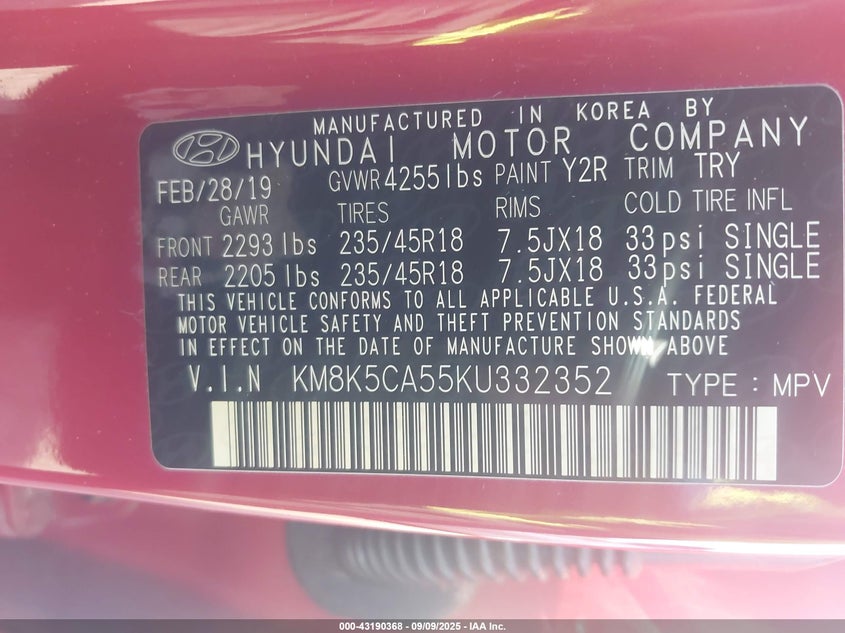 MANUFACTURED IN KOREA BY
HYUNDAI MOTOR COMPANY
FEB/28/19 GVWR 4255lbs PAINT Y2R TRIM TRY
GAWR TIRES RIMS COLD TIRE INFL
FRONT 2293 lbs 235/45R18 7.5JX18 33psi SINGLE
REAR 2205 lbs 235/45R18 7.5JX18 33psi SINGLE
THIS VEHICLE CONFORMS TO ALL APPLICABLE U.S.A. FEDERAL
MOTOR VEHICLE SAFETY AND THEFT PREVENTION STANDARDS
IN EFFECT ON THE DATE OF MANUFACTURE SHOWN ABOVE
V.I.N KM8K5CA55KU332352 TYPE : MPV
000-43190368 | 09/09/2025 | IAA Inc.